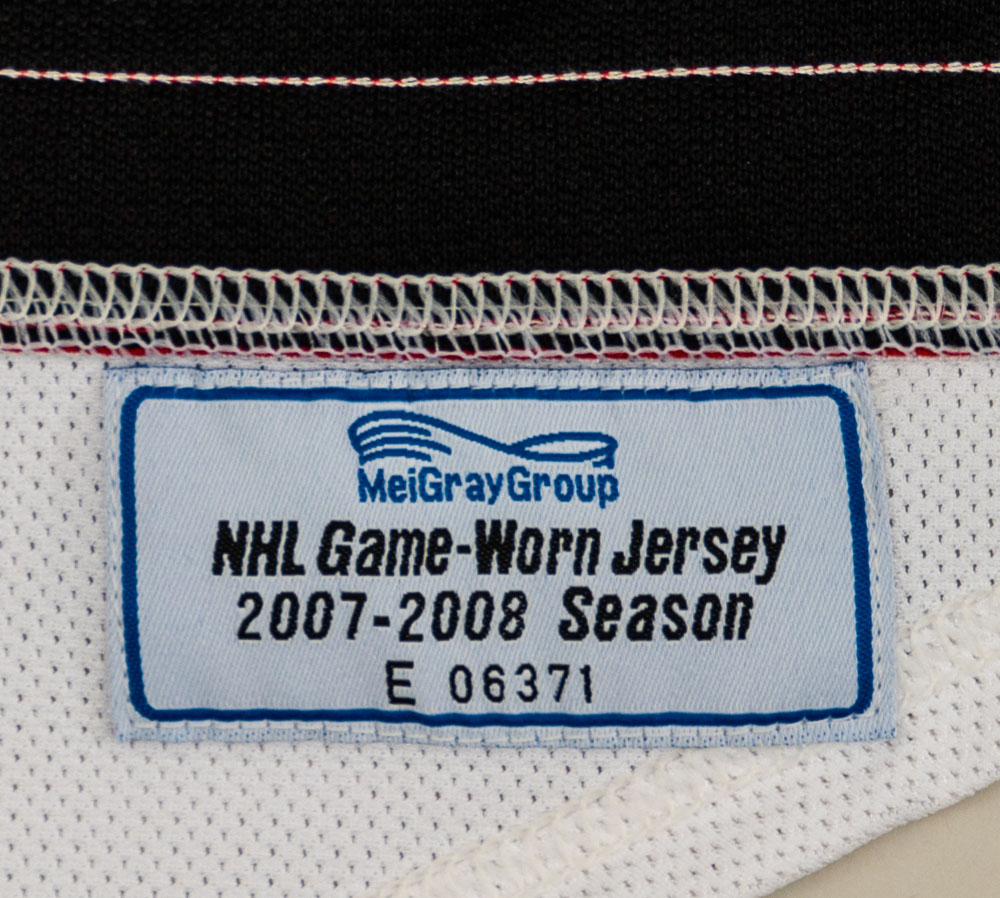 MeiGrayGroup
NHL Game-Worn Jersey
2007-2008 Season
E 06371